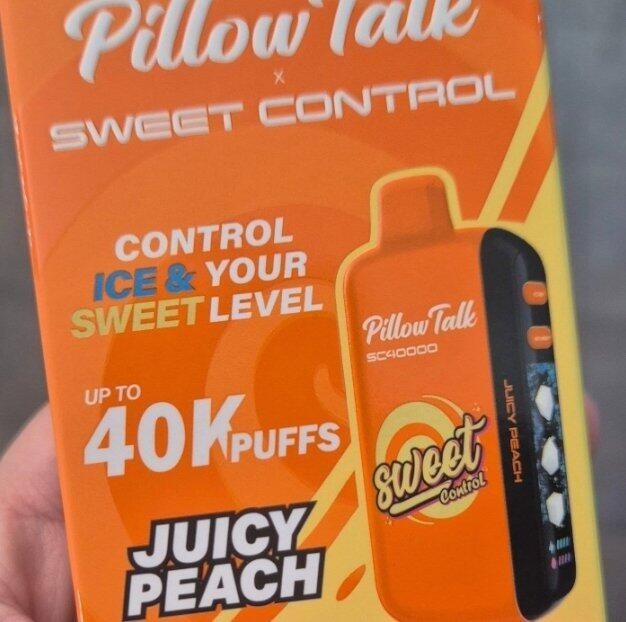 Pillow Talk
x
SWEET CONTROL
CONTROL
ICE & YOUR
SWEET LEVEL
UP TO
40K PUFFS
JUICY
PEACH
Pillow Talk
SC40000
sweet
Control
JUICY PEACH